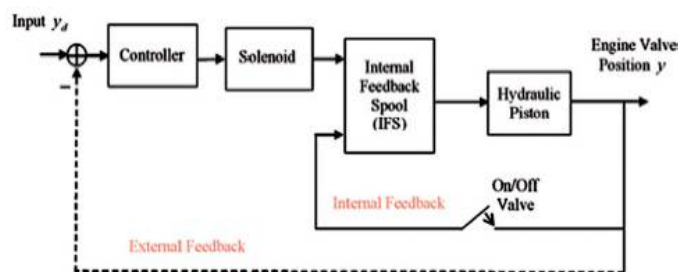 Input y_d
Controller
Solenoid
Internal
Feedback
Spool
(IFS)
Hydraulic
Piston
Engine Valve
Position y
On/Off
Valve
Internal Feedback
External Feedback